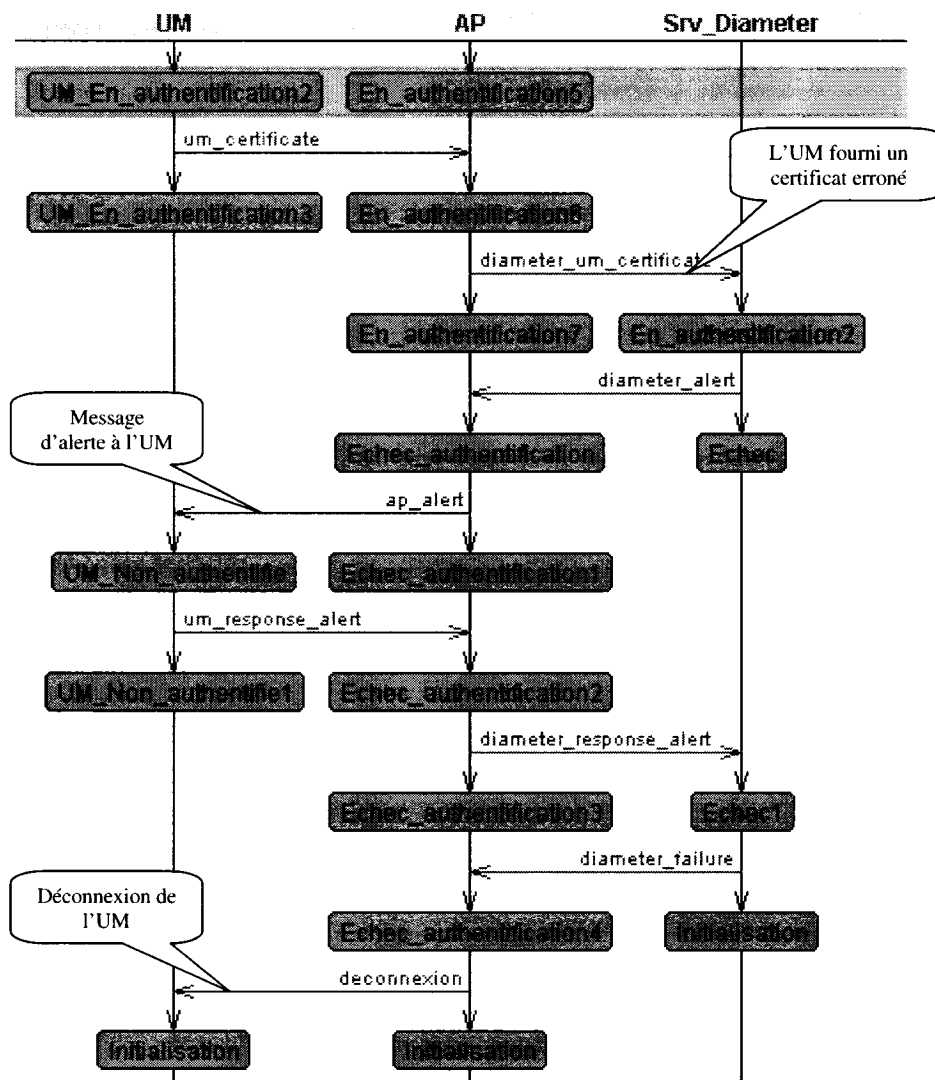 UM AP Srv_Diameter
UM_En_authentification2 En_authentification5
um_certificate
L'UM fourni un
certificat erroné
UM_En_authentification3 En_authentification6
diameter_um_certificate
En_authentification7 En_authentification2
diameter_alert
Message
d'alerte à l'UM
Echec_authentification Echec
ap_alert
UM_Non_authentifie Echec_authentification1
um_response_alert
UM_Non_authentifie1 Echec_authentification2
diameter_response_alert
Echec_authentification3 Echec1
diameter_failure
Déconnexion de
l'UM
Echec_authentification4 Initialisation
deconnexion
Initialisation Initialisation